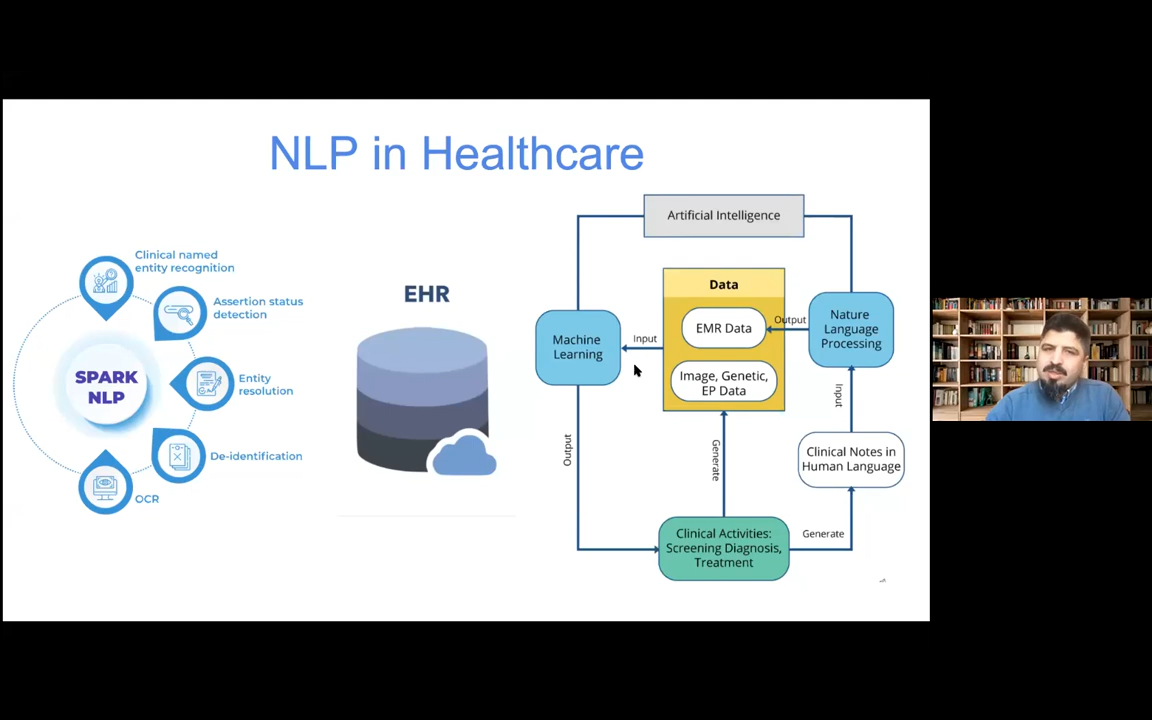 NLP in Healthcare
Clinical named
entity recognition
Assertion status
detection
SPARK
NLP
Entity
resolution
De-identification
OCR
EHR
Artificial Intelligence
Data
EMR Data
Output
Nature
Language
Processing
Machine
Learning
Input
Image, Genetic,
EP Data
Input
Output
Generate
Clinical Notes in
Human Language
Clinical Activities:
Screening Diagnosis,
Treatment
Generate